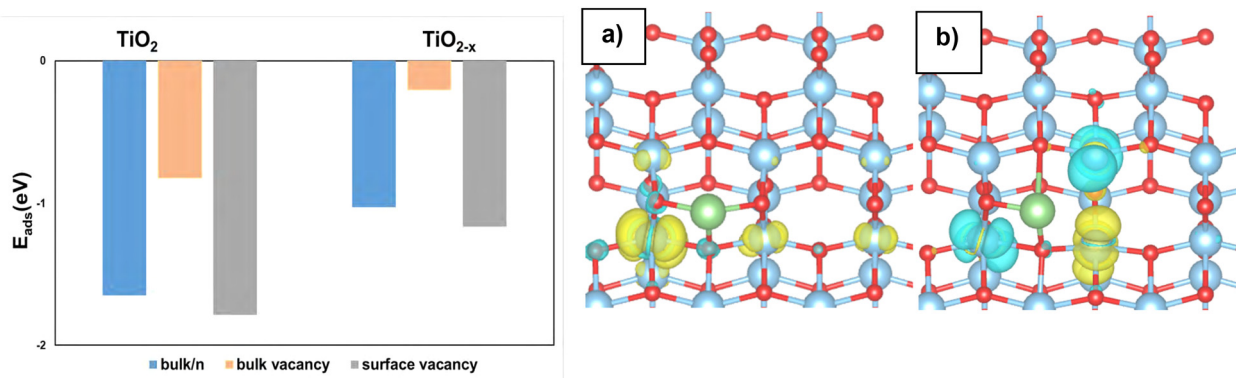 TiO2 TiO2-x
0
-1
-2
Eads(eV)
bulk/n bulk vacancy surface vacancy
a)
b)